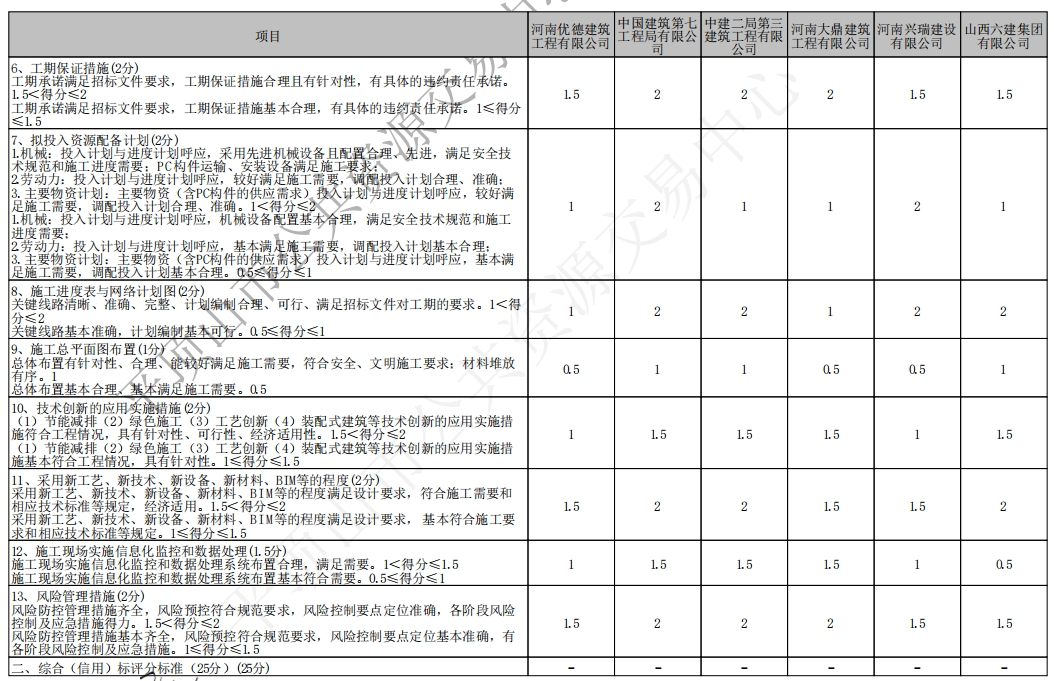 项目
河南优德建筑
工程有限公司
中国建筑第七
工程局有限公
司
中建二局第三
建筑工程有限
公司
河南大鼎建筑
工程有限公司
河南兴瑞建设
有限公司
山西六建集团
有限公司
6、工期保证措施(2分)
工期承诺满足招标文件要求，工期保证措施合理且有针对性，有具体的违约责任承诺。
1.5<得分≤2
工期承诺满足招标文件要求，工期保证措施基本合理，有具体的违约责任承诺。1≤得分
≤1.5
1.5
2
2
2
1.5
1.5
7、拟投入资源配备计划(2分)
1.机械：投入计划与进度计划呼应，采用先进机械设备且配置合理、先进，满足安全技
术规范和施工进度需要；PC构件运输、安装设备满足施工要求；
2.劳动力：投入计划与进度计划呼应，较好满足施工需要，调配投入计划合理、准确；
3.主要物资计划：主要物资（含PC构件的供应需求）投入计划与进度计划呼应，较好满
足施工需要，调配投入计划合理、准确。1<得分≤2
1.机械：投入计划与进度计划呼应，机械设备配置基本合理，满足安全技术规范和施工
进度需要；
2.劳动力：投入计划与进度计划呼应，基本满足施工需要，调配投入计划基本合理；
3.主要物资计划：主要物资（含PC构件的供应需求）投入计划与进度计划呼应，基本满
足施工需要，调配投入计划基本合理。0.5≤得分≤1
1
2
1
1
2
1
8、施工进度表与网络计划图(2分)
关键线路清晰、准确、完整、计划编制合理、可行、满足招标文件对工期的要求。1<得
分≤2
关键线路基本准确，计划编制基本可行。0.5≤得分≤1
1
2
2
1
2
2
9、施工总平面图布置(1分)
总体布置有针对性、合理、能较好满足施工需要，符合安全、文明施工要求；材料堆放
有序。1
总体布置基本合理、基本满足施工需要。0.5
0.5
1
1
0.5
0.5
1
10、技术创新的应用实施措施(2分)
（1）节能减排（2）绿色施工（3）工艺创新（4）装配式建筑等技术创新的应用实施措
施符合工程情况，具有针对性、可行性、经济适用性。1.5<得分≤2
（1）节能减排（2）绿色施工（3）工艺创新（4）装配式建筑等技术创新的应用实施措
施基本符合工程情况，具有针对性。1≤得分≤1.5
1
1.5
1.5
1.5
1
1.5
11、采用新工艺、新技术、新设备、新材料、BIM等的程度(2分)
采用新工艺、新技术、新设备、新材料、BIM等的程度满足设计要求，符合施工需要和
相应技术标准等规定，经济适用。1.5<得分≤2
采用新工艺、新技术、新设备、新材料、BIM等的程度满足设计要求， 基本符合施工要
求和相应技术标准等规定。1≤得分≤1.5
1.5
2
2
1.5
1.5
2
12、施工现场实施信息化监控和数据处理(1.5分)
施工现场实施信息化监控和数据处理系统布置合理，满足需要。1<得分≤1.5
施工现场实施信息化监控和数据处理系统布置基本符合需要。0.5≤得分≤1
1
1.5
1.5
1.5
1
0.5
13、风险管理措施(2分)
风险防控管理措施齐全，风险预控符合规范要求，风险控制要点定位准确，各阶段风险
控制及应急措施得力。1.5<得分≤2
风险防控管理措施基本齐全，风险预控符合规范要求，风险控制要点定位基本准确，有
各阶段风险控制及应急措施。1≤得分≤1.5
1.5
2
2
2
1.5
1.5
二、综合（信用）标评分标准（25分）(25分)
-
-
-
-
-
-
平顶山市公共资源交易中心
平顶山市公共资源交易中心